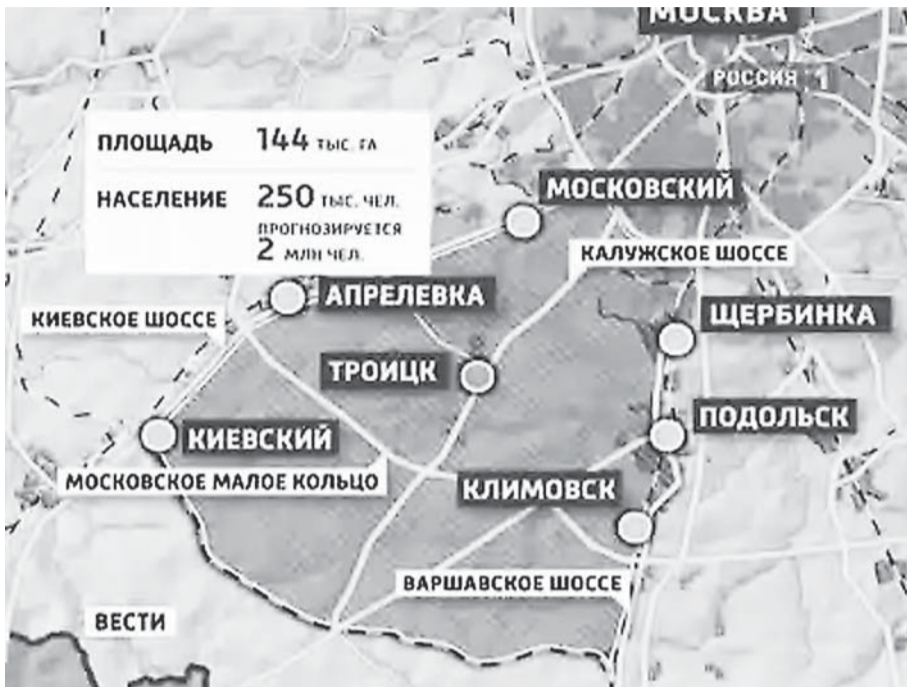 МОСКВА
РОССИЯ 1
ПЛОЩАДЬ 144 ТЫС. ГА
НАСЕЛЕНИЕ 250 ТЫС. ЧЕЛ.
ПРОГНОЗИРУЕТСЯ
2 МЛН ЧЕЛ.
МОСКОВСКИЙ
КАЛУЖСКОЕ ШОССЕ
АПРЕЛЕВКА
КИЕВСКОЕ ШОССЕ
ЩЕРБИНКА
ТРОИЦК
ПОДОЛЬСК
КИЕВСКИЙ
МОСКОВСКОЕ МАЛОЕ КОЛЬЦО
КЛИМОВСК
ВАРШАВСКОЕ ШОССЕ
ВЕСТИ